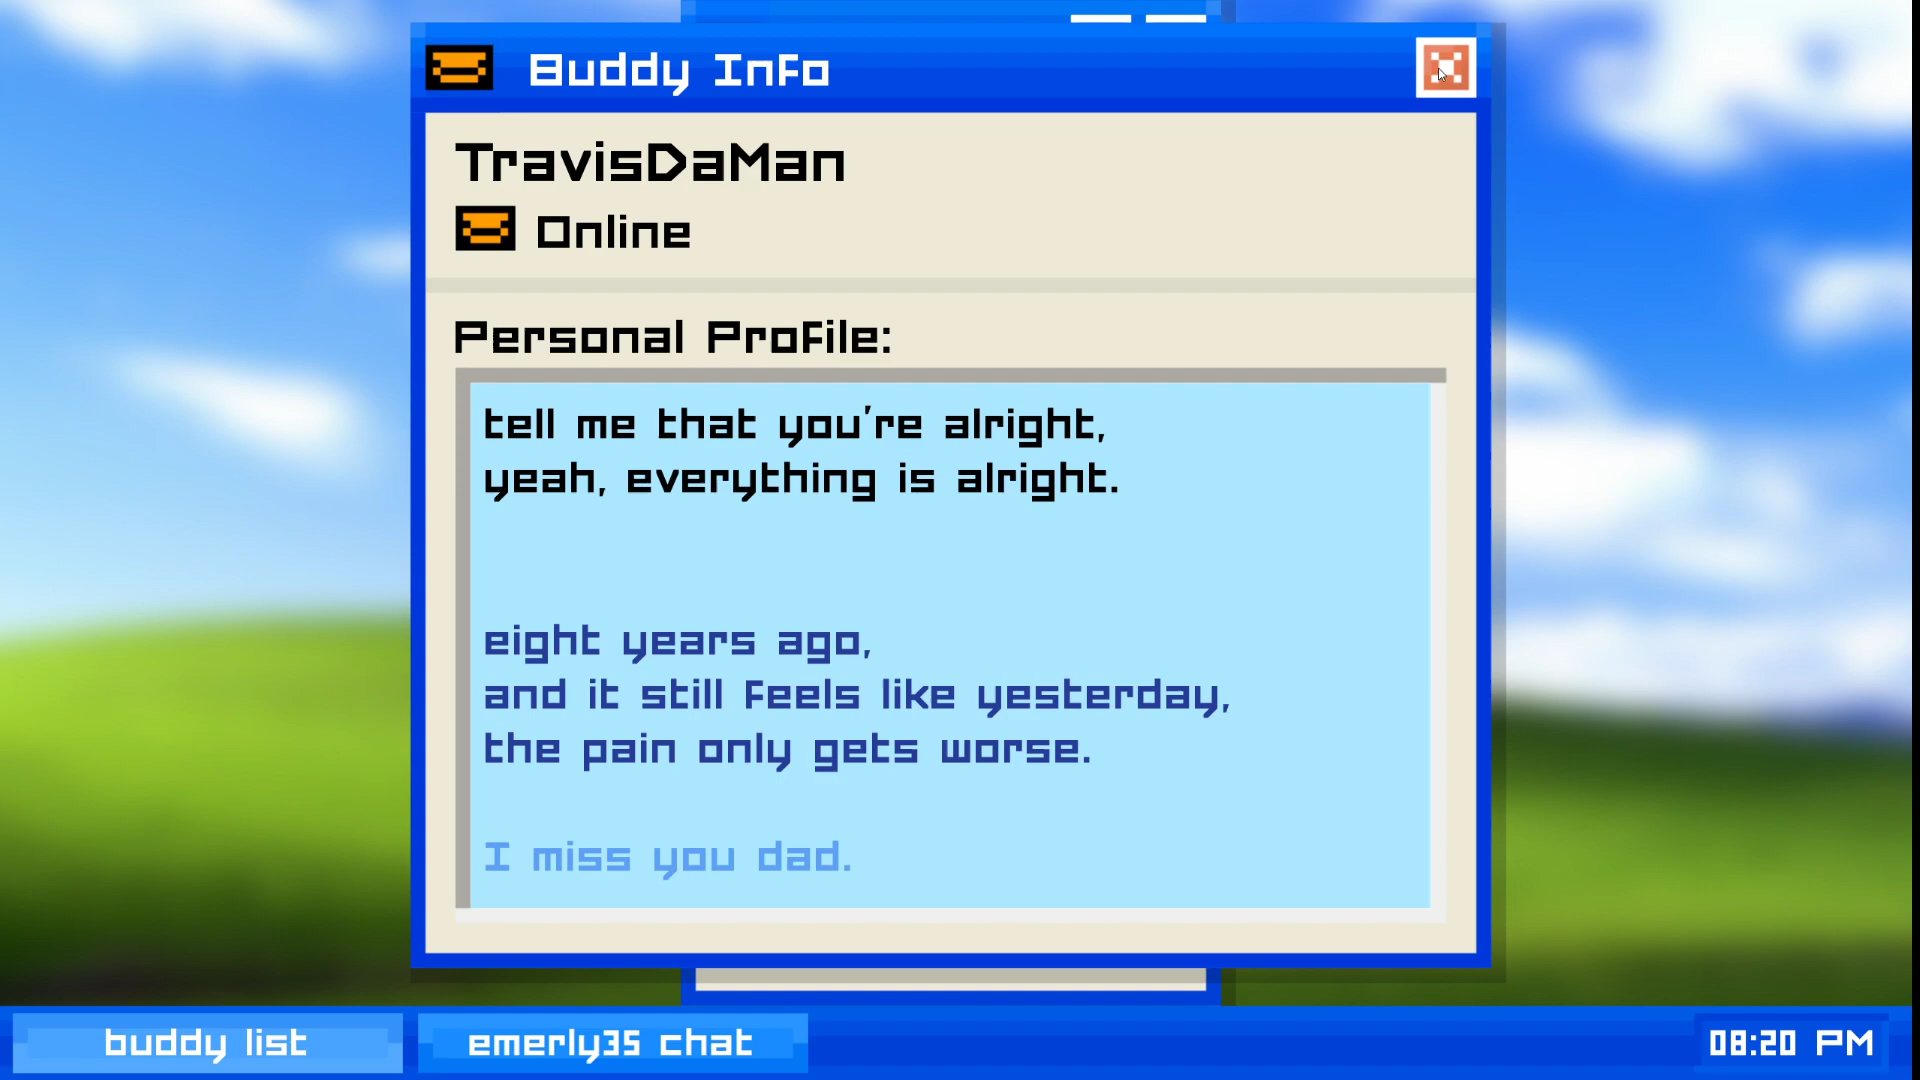 Buddy Info
TravisDaMan
Online
Personal Profile:
tell me that you're alright,
yeah, everything is alright.
eight years ago,
and it still feels like yesterday,
the pain only gets worse.
I miss you dad.
buddy list
emerly35 chat
08:20 PM